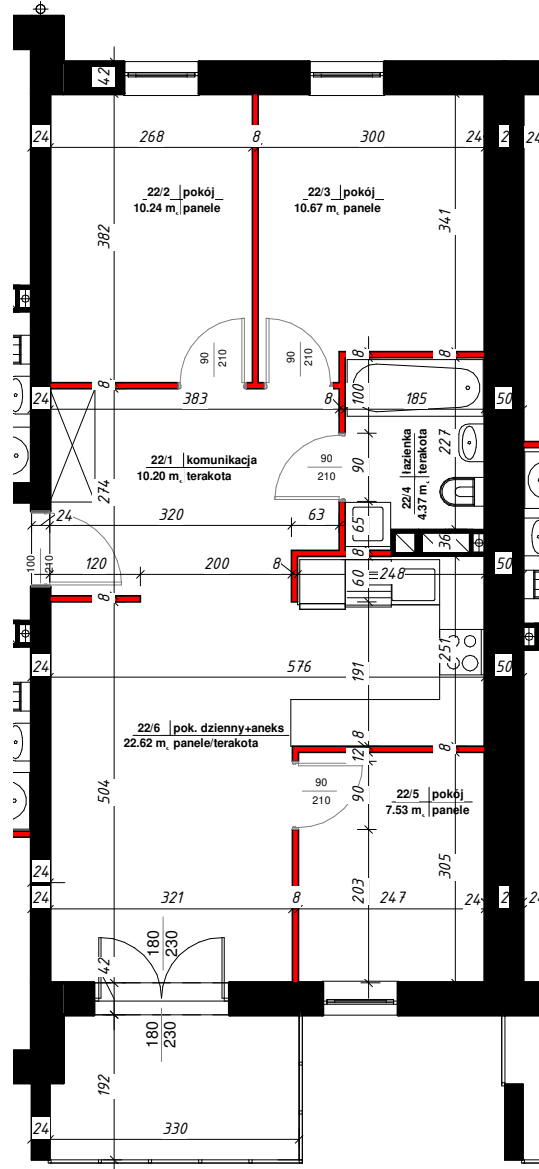 42
24 268 8 300 24 2 24
22/2 pokój
10.24 m² panele
22/3 pokój
10.67 m² panele
382
341
90
210
90
210
8
8
8
24 383 8 185 50
100
227
22/1 komunikacja
10.20 m² terakota
90
210
90
22/4 łazienka
4.37 m² terakota
274
24 320 63
65
36
100
210
120 200 8 248 50
8
60
8
24 576 50
251
191
22/6 pok. dzienny+aneks
22.62 m² panele/terakota
8
8
12
90
210
90
22/5 pokój
7.53 m² panele
504
305
203
24
24 321 8 247 24 2 24
180
230
42
180
230
192
24 330